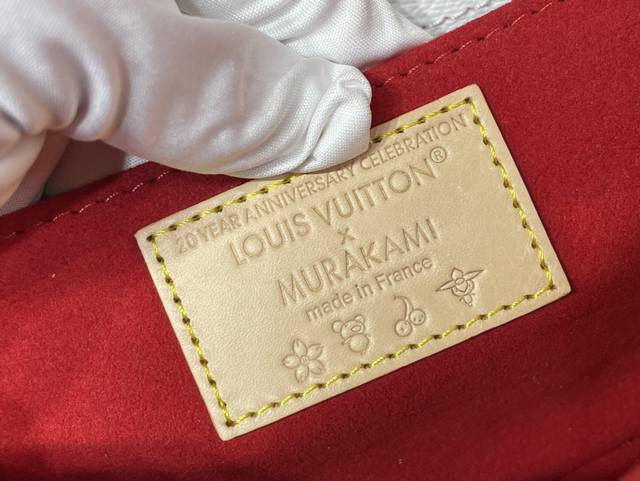 20 YEAR ANNIVERSARY CELEBRATION
LOUIS VUITTON®
×
MURAKAMI
made in France